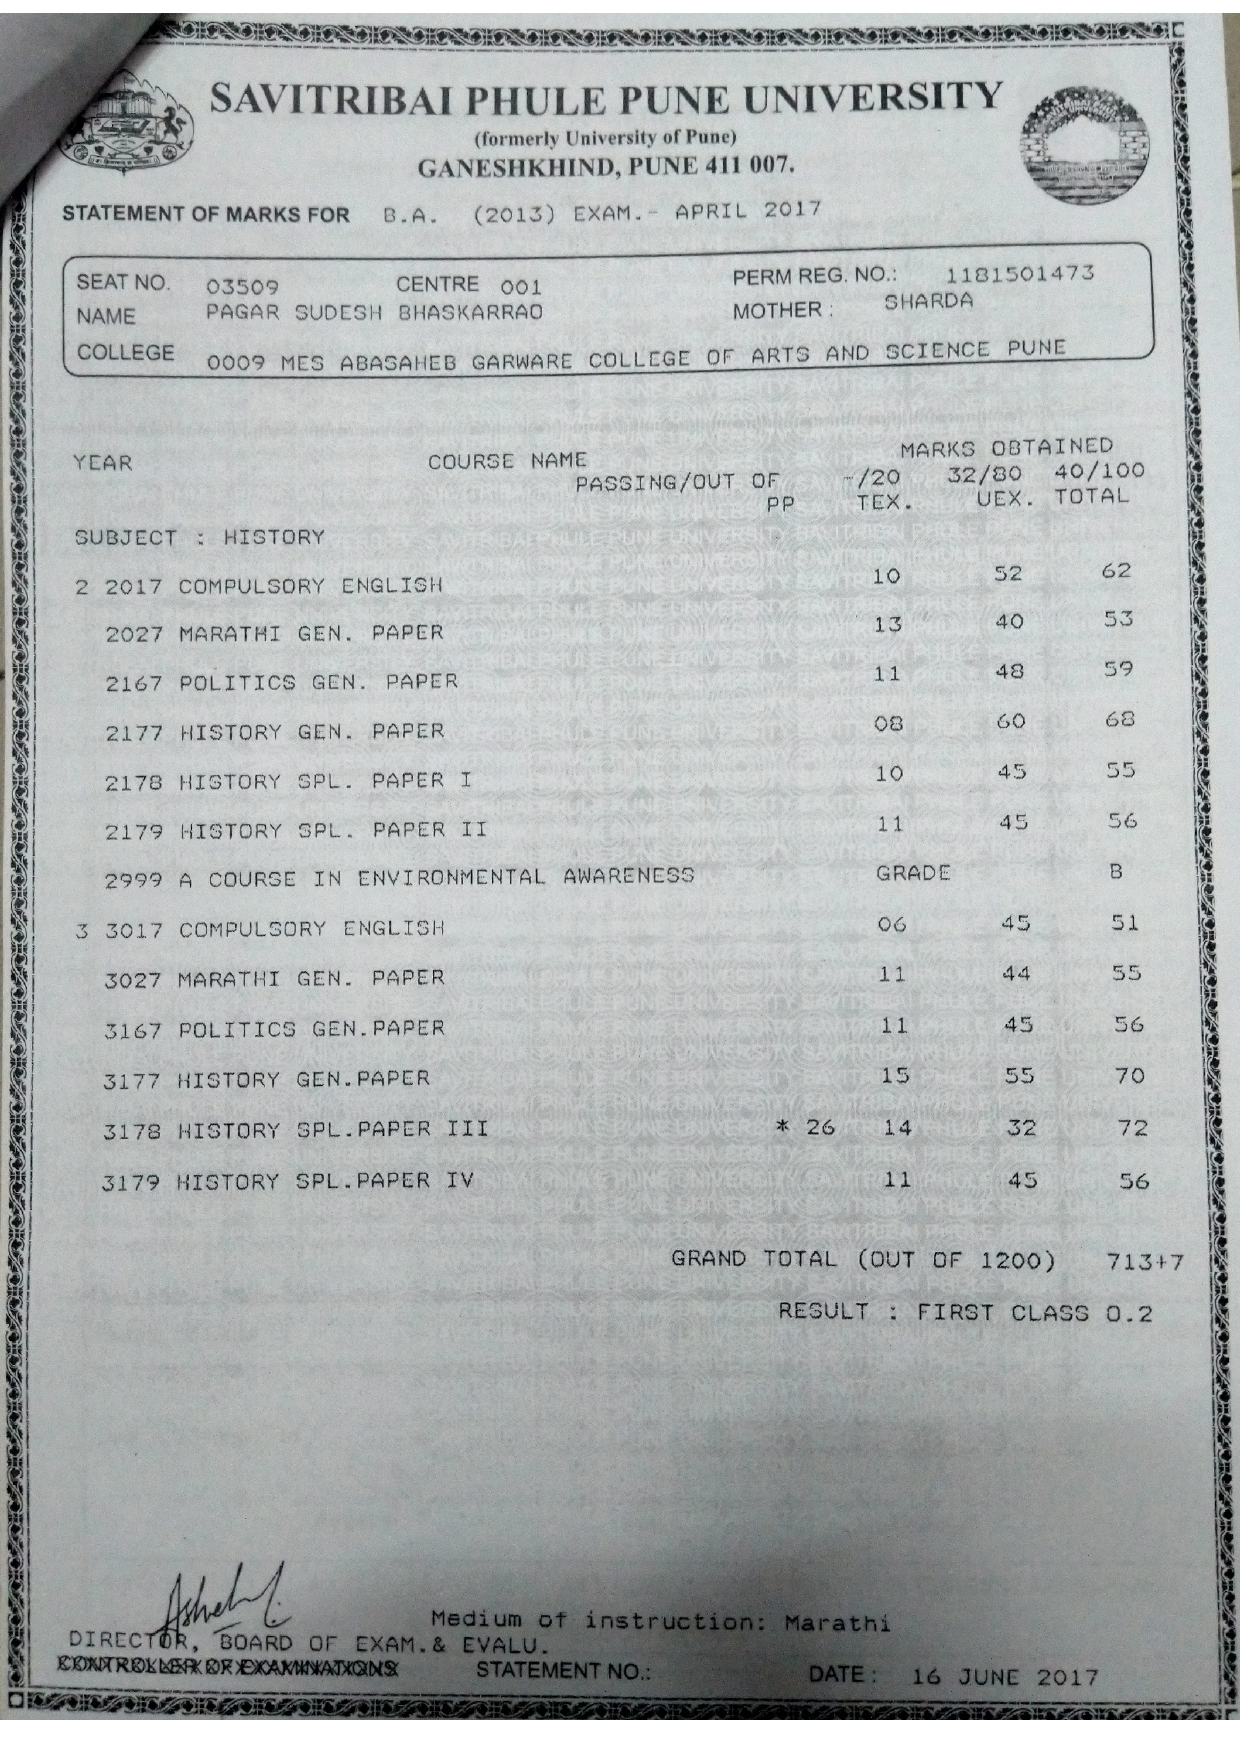 SAVITRIBAI PHULE PUNE UNIVERSITY
(formerly University of Pune)
GANESHKHIND, PUNE 411 007.
STATEMENT OF MARKS FOR B.A. (2013) EXAM.- APRIL 2017
SEAT NO. 03509 CENTRE 001 PERM REG. NO.: 1181501473
NAME PAGAR SUDESH BHASKARRAO MOTHER : SHARDA
COLLEGE 0009 MES ABASAHEB GARWARE COLLEGE OF ARTS AND SCIENCE PUNE
YEAR COURSE NAME MARKS OBTAINED
PASSING/OUT OF -/20 32/80 40/100
PP TEX. UEX. TOTAL
SUBJECT : HISTORY
2 2017 COMPULSORY ENGLISH 10 52 62
2027 MARATHI GEN. PAPER 13 40 53
2167 POLITICS GEN. PAPER 11 48 59
2177 HISTORY GEN. PAPER 08 60 68
2178 HISTORY SPL. PAPER I 10 45 55
2179 HISTORY SPL. PAPER II 11 45 56
2999 A COURSE IN ENVIRONMENTAL AWARENESS GRADE B
3 3017 COMPULSORY ENGLISH 06 45 51
3027 MARATHI GEN. PAPER 11 44 55
3167 POLITICS GEN.PAPER 11 45 56
3177 HISTORY GEN.PAPER 15 55 70
3178 HISTORY SPL.PAPER III * 26 14 32 72
3179 HISTORY SPL.PAPER IV 11 45 56
GRAND TOTAL (OUT OF 1200) 713+7
RESULT : FIRST CLASS 0.2
Medium of instruction: Marathi
DIRECTOR, BOARD OF EXAM.& EVALU.
CONTROLLER OF EXAMINATIONS STATEMENT NO.: DATE : 16 JUNE 2017